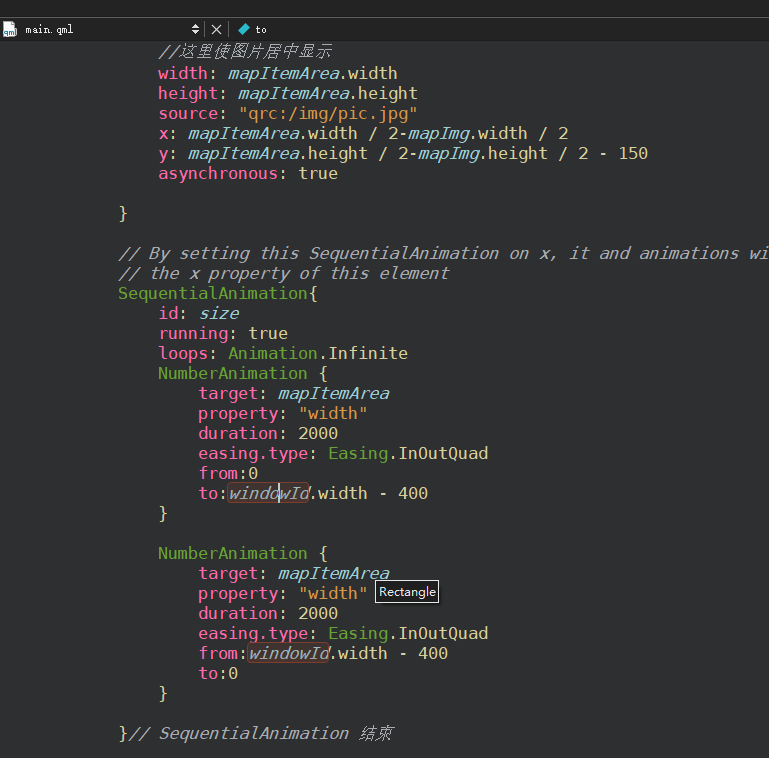 main.qml to
//这里使图片居中显示
width: mapItemArea.width
height: mapItemArea.height
source: "qrc:/img/pic.jpg"
x: mapItemArea.width / 2-mapImg.width / 2
y: mapItemArea.height / 2-mapImg.height / 2 - 150
asynchronous: true
}
// By setting this SequentialAnimation on x, it and animations wi
// the x property of this element
SequentialAnimation{
id: size
running: true
loops: Animation.Infinite
NumberAnimation {
target: mapItemArea
property: "width"
duration: 2000
easing.type: Easing.InOutQuad
from:0
to:windowId.width - 400
}
NumberAnimation {
target: mapItemArea
property: "width" Rectangle
duration: 2000
easing.type: Easing.InOutQuad
from:windowId.width - 400
to:0
}
}// SequentialAnimation 结束